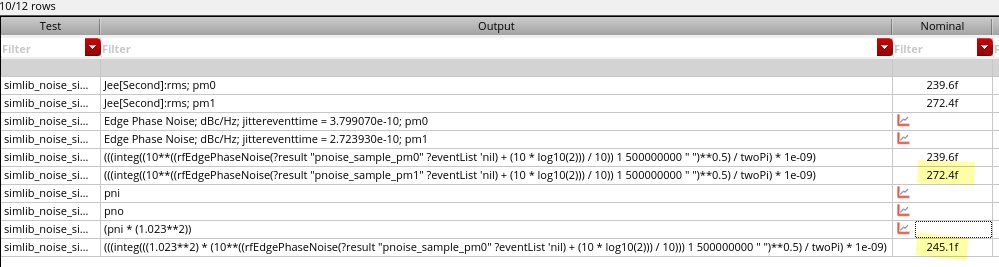 10/12 rows
Test Output Nominal
Filter Filter Filter
simlib_noise_si... Jee[Second]:rms; pm0 239.6f
simlib_noise_si... Jee[Second]:rms; pm1 272.4f
simlib_noise_si... Edge Phase Noise; dBc/Hz; jittereventtime = 3.799070e-10; pm0
simlib_noise_si... Edge Phase Noise; dBc/Hz; jittereventtime = 2.723930e-10; pm1
simlib_noise_si... (((integ((10**((rfEdgePhaseNoise(?result "pnoise_sample_pm0" ?eventList 'nil) + (10 * log10(2))) / 10)) 1 500000000 " ")**0.5) / twoPi) * 1e-09) 239.6f
simlib_noise_si... (((integ((10**((rfEdgePhaseNoise(?result "pnoise_sample_pm1" ?eventList 'nil) + (10 * log10(2))) / 10)) 1 500000000 " ")**0.5) / twoPi) * 1e-09) 272.4f
simlib_noise_si... pni
simlib_noise_si... pno
simlib_noise_si... (pni * (1.023**2))
simlib_noise_si... (((integ(((1.023**2) * (10**((rfEdgePhaseNoise(?result "pnoise_sample_pm0" ?eventList 'nil) + (10 * log10(2))) / 10))) 1 500000000 " ")**0.5) / twoPi) * 1e-09) 245.1f